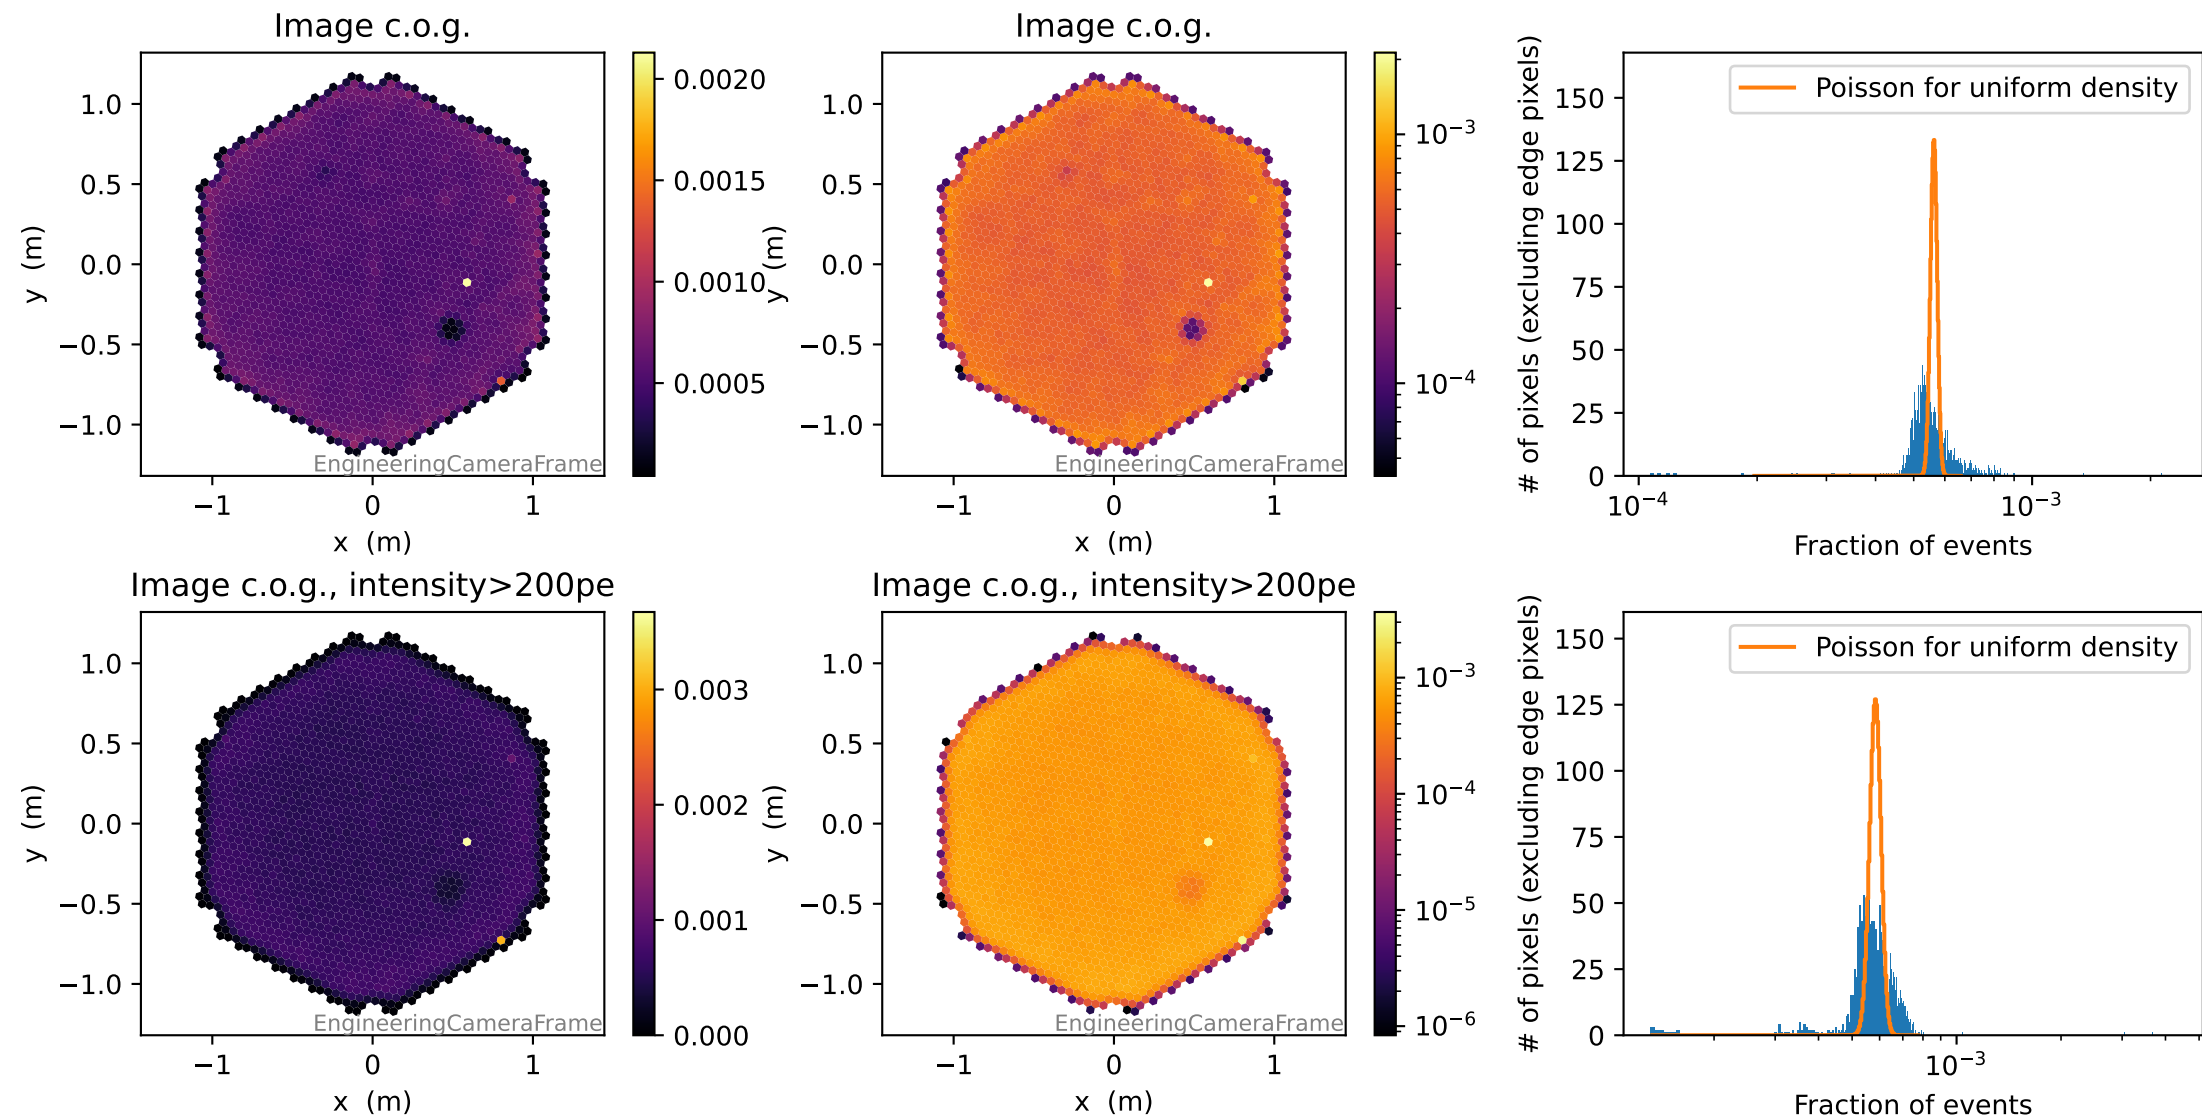 Image c.o.g.
y (m)
1.0
0.5
0.0
−0.5
−1.0
−1
0
1
x (m)
EngineeringCameraFrame
0.0020
0.0015
0.0010
0.0005
Image c.o.g.
y (m)
1.0
0.5
0.0
−0.5
−1.0
−1
0
1
x (m)
EngineeringCameraFrame
10−3
10−4
# of pixels (excluding edge pixels)
150
125
100
75
50
25
0
Poisson for uniform density
10−4
10−3
Fraction of events
Image c.o.g., intensity>200pe
y (m)
1.0
0.5
0.0
−0.5
−1.0
−1
0
1
x (m)
EngineeringCameraFrame
0.003
0.002
0.001
0.000
Image c.o.g., intensity>200pe
y (m)
1.0
0.5
0.0
−0.5
−1.0
−1
0
1
x (m)
EngineeringCameraFrame
10−3
10−4
10−5
10−6
# of pixels (excluding edge pixels)
150
125
100
75
50
25
0
Poisson for uniform density
10−3
Fraction of events